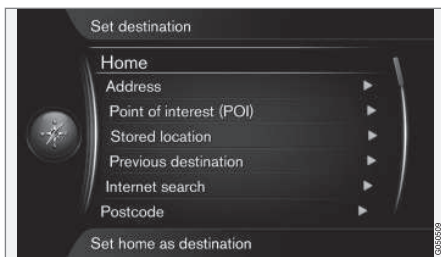 Set destination
Home
Address
Point of interest (POI)
Stored location
Previous destination
Internet search
Postcode
Set home as destination
G050509